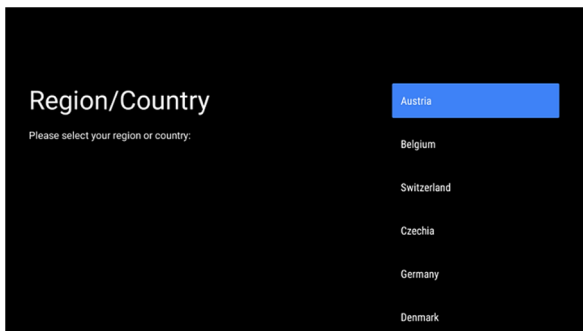 Region/Country
Please select your region or country:
Austria
Belgium
Switzerland
Czechia
Germany
Denmark